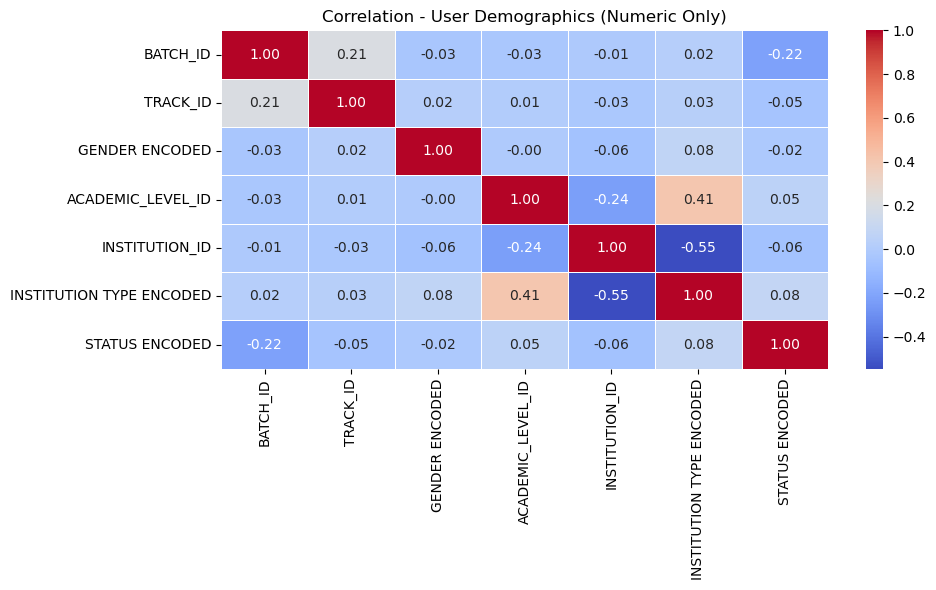 Correlation - User Demographics (Numeric Only)
BATCH_ID 1.00 0.21 -0.03 -0.03 -0.01 0.02 -0.22
TRACK_ID 0.21 1.00 0.02 0.01 -0.03 0.03 -0.05
GENDER ENCODED -0.03 0.02 1.00 -0.00 -0.06 0.08 -0.02
ACADEMIC_LEVEL_ID -0.03 0.01 -0.00 1.00 -0.24 0.41 0.05
INSTITUTION_ID -0.01 -0.03 -0.06 -0.24 1.00 -0.55 -0.06
INSTITUTION TYPE ENCODED 0.02 0.03 0.08 0.41 -0.55 1.00 0.08
STATUS ENCODED -0.22 -0.05 -0.02 0.05 -0.06 0.08 1.00
BATCH_ID
TRACK_ID
GENDER ENCODED
ACADEMIC_LEVEL_ID
INSTITUTION_ID
INSTITUTION TYPE ENCODED
STATUS ENCODED
1.0
0.8
0.6
0.4
0.2
0.0
−0.2
−0.4